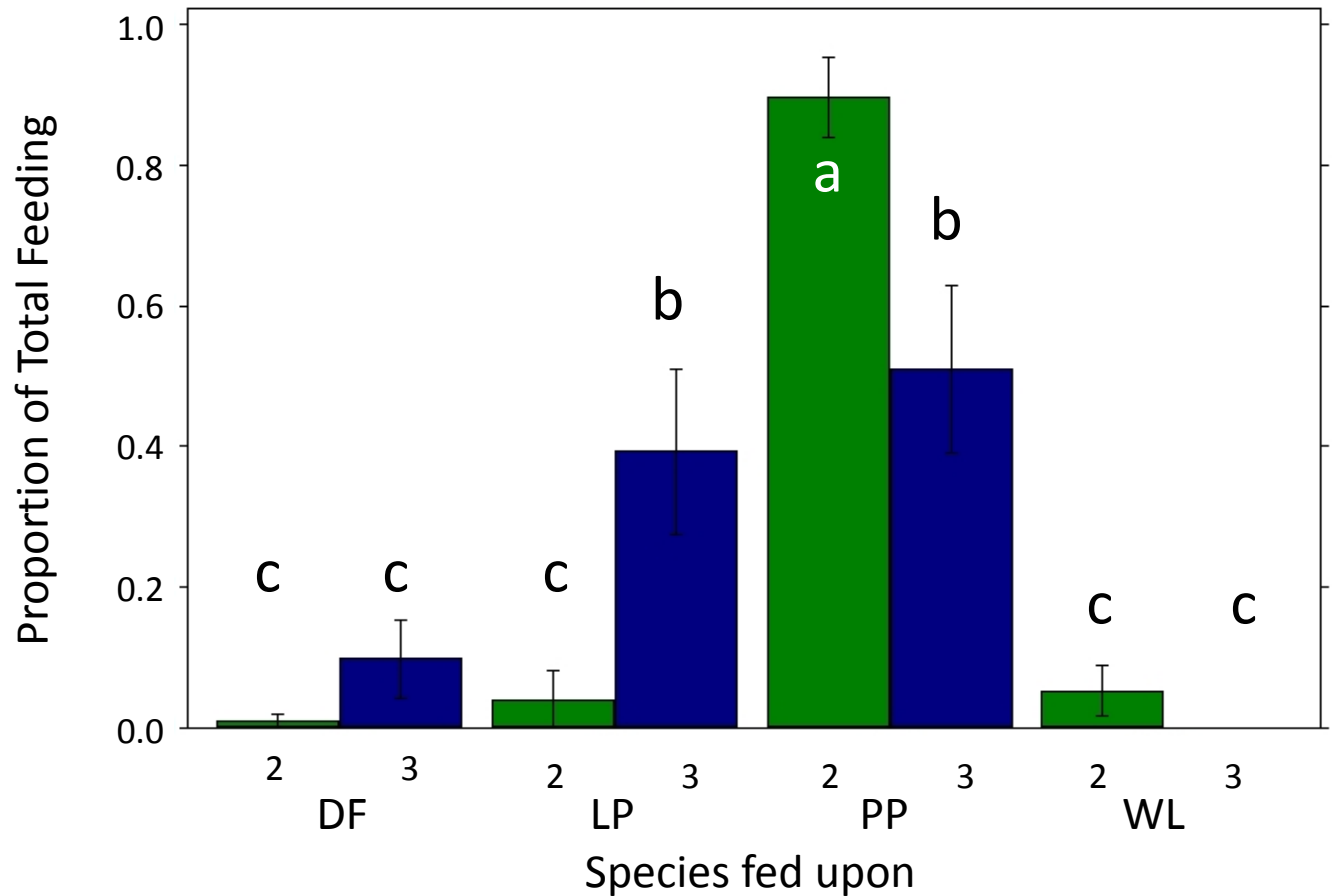 Proportion of Total Feeding
1.0
0.8
0.6
0.4
0.2
0.0
c
c
c
b
a
b
c
c
2
3
2
3
2
3
2
3
DF
LP
PP
WL
Species fed upon